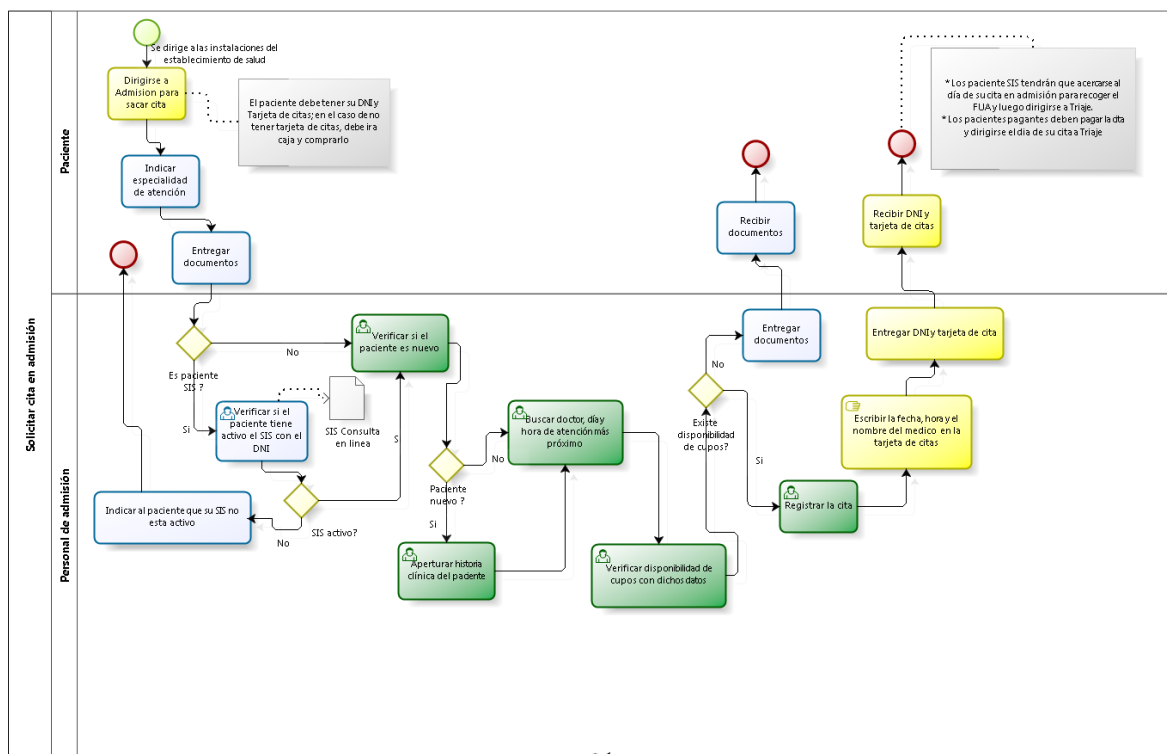 Solicitar cita en admisión
Paciente
Personal de admisión
Se dirige a las instalaciones del
establecimiento de salud
Dirigirse a
Admision para
sacar cita
El paciente debe tener su DNI y
Tarjeta de citas; en el caso de no
tener tarjeta de citas, debe ir a
caja y comprarlo
Indicar
especialidad
de atención
Entregar
documentos
Recibir
documentos
* Los paciente SIS tendrán que acercarse al
día de su cita en admisión para recoger el
FUA y luego dirigirse a Triaje.
* Los pacientes pagantes deben pagar la cita
y dirigirse el dia de su cita a Triaje
Recibir DNI y
tarjeta de citas
Es paciente
SIS ?
No
Si
Verificar si el
paciente es nuevo
Verificar si el
paciente tiene
activo el SIS con el
DNI
SIS Consulta
en linea
SIS activo?
No
S
Indicar al paciente que su SIS no
esta activo
Paciente
nuevo ?
No
Si
Aperturar historia
clínica del paciente
Buscar doctor, día y
hora de atención más
próximo
Verificar disponibilidad de
cupos con dichos datos
Existe
disponibilidad
de cupos?
No
Si
Entregar
documentos
Registrar la cita
Escribir la fecha, hora y el
nombre del medico en la
tarjeta de citas
Entregar DNI y tarjeta de cita